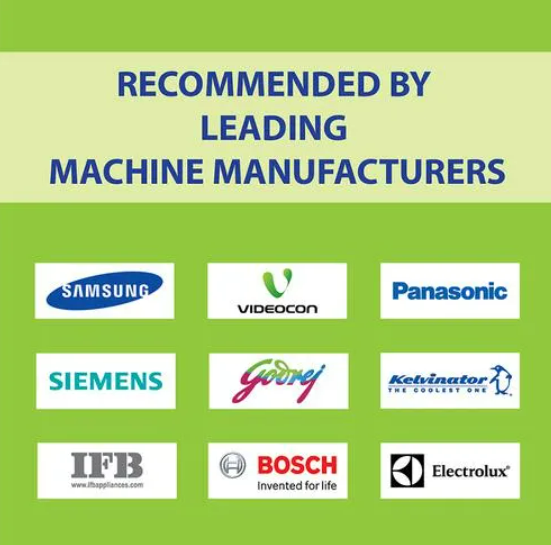 RECOMMENDED BY
LEADING
MACHINE MANUFACTURERS
SAMSUNG
VIDEOCON
Panasonic
SIEMENS
Godrej
Kelvinator
THE COOLEST ONE
IFB
www.ifbappliances.com
BOSCH
Invented for life
Electrolux